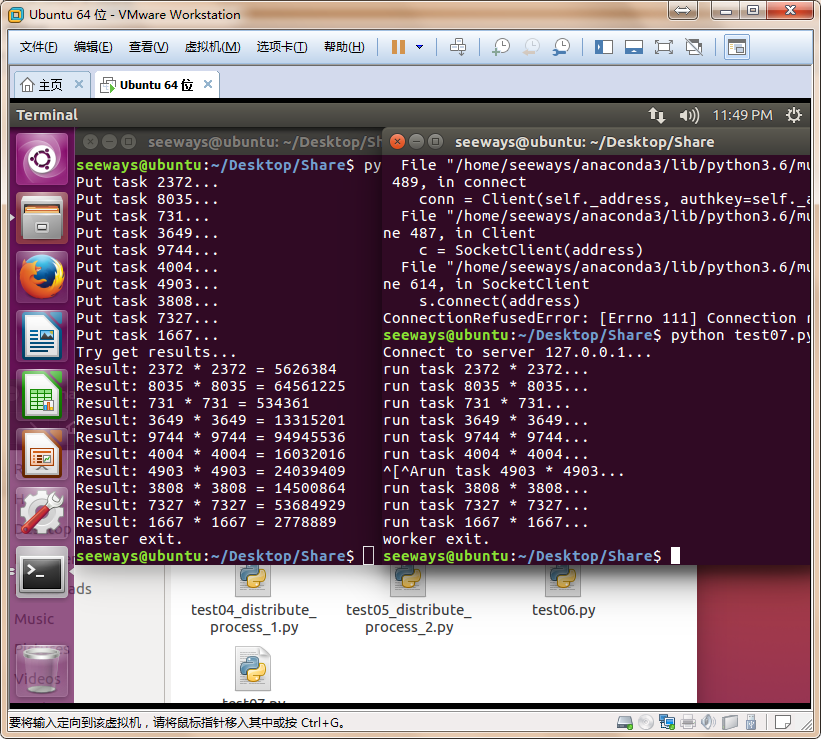 Ubuntu 64 位 - VMware Workstation
文件(F) 编辑(E) 查看(V) 虚拟机(M) 选项卡(T) 帮助(H)
主页 Ubuntu 64 位
Terminal 11:49 PM
seeways@ubuntu: ~/Desktop/Sh
seeways@ubuntu:~/Desktop/Share$ py
Put task 2372...
Put task 8035...
Put task 731...
Put task 3649...
Put task 9744...
Put task 4004...
Put task 4903...
Put task 3808...
Put task 7327...
Put task 1667...
Try get results...
Result: 2372 * 2372 = 5626384
Result: 8035 * 8035 = 64561225
Result: 731 * 731 = 534361
Result: 3649 * 3649 = 13315201
Result: 9744 * 9744 = 94945536
Result: 4004 * 4004 = 16032016
Result: 4903 * 4903 = 24039409
Result: 3808 * 3808 = 14500864
Result: 7327 * 7327 = 53684929
Result: 1667 * 1667 = 2778889
master exit.
seeways@ubuntu:~/Desktop/Share$
seeways@ubuntu: ~/Desktop/Share
File "/home/seeways/anaconda3/lib/python3.6/mu
489, in connect
conn = Client(self._address, authkey=self._a
File "/home/seeways/anaconda3/lib/python3.6/mu
ne 487, in Client
c = SocketClient(address)
File "/home/seeways/anaconda3/lib/python3.6/mu
ne 614, in SocketClient
s.connect(address)
ConnectionRefusedError: [Errno 111] Connection r
seeways@ubuntu:~/Desktop/Share$ python test07.py
Connect to server 127.0.0.1...
run task 2372 * 2372...
run task 8035 * 8035...
run task 731 * 731...
run task 3649 * 3649...
run task 9744 * 9744...
run task 4004 * 4004...
^[^Arun task 4903 * 4903...
run task 3808 * 3808...
run task 7327 * 7327...
run task 1667 * 1667...
worker exit.
seeways@ubuntu:~/Desktop/Share$
ads
Music
Pictures
Videos
test04_distribute_
process_1.py
test05_distribute_
process_2.py
test06.py
test07.py
要将输入定向到该虚拟机，请将鼠标指针移入其中或按 Ctrl+G。